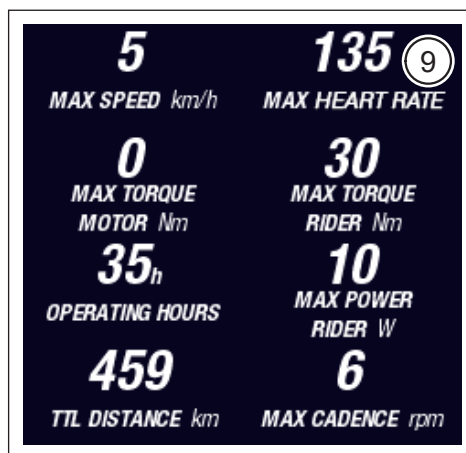 5
MAX SPEED km/h
135
9
MAX HEART RATE
0
MAX TORQUE
MOTOR Nm
30
MAX TORQUE
RIDER Nm
35h
OPERATING HOURS
10
MAX POWER
RIDER W
459
TTL DISTANCE km
6
MAX CADENCE rpm